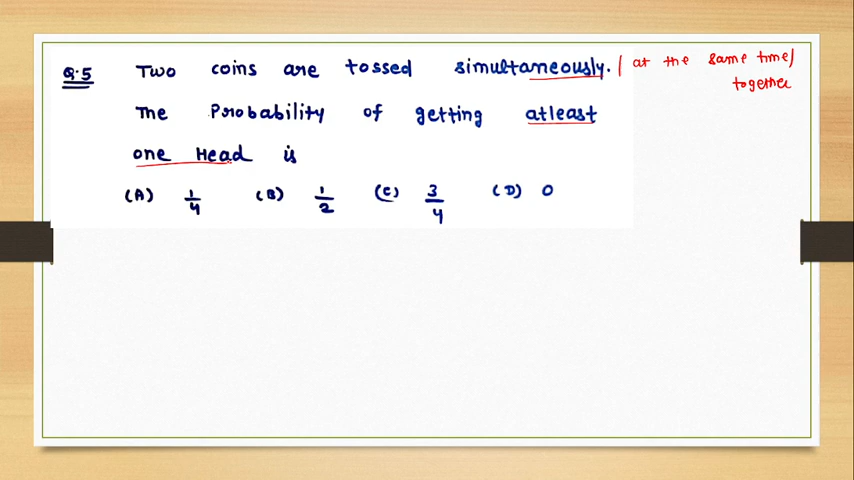 Q.5 Two coins are tossed simultaneously. / at the same time/
together
The Probability of getting atleast
one Head is
(A) 1/4 (B) 1/2 (C) 3/4 (D) 0